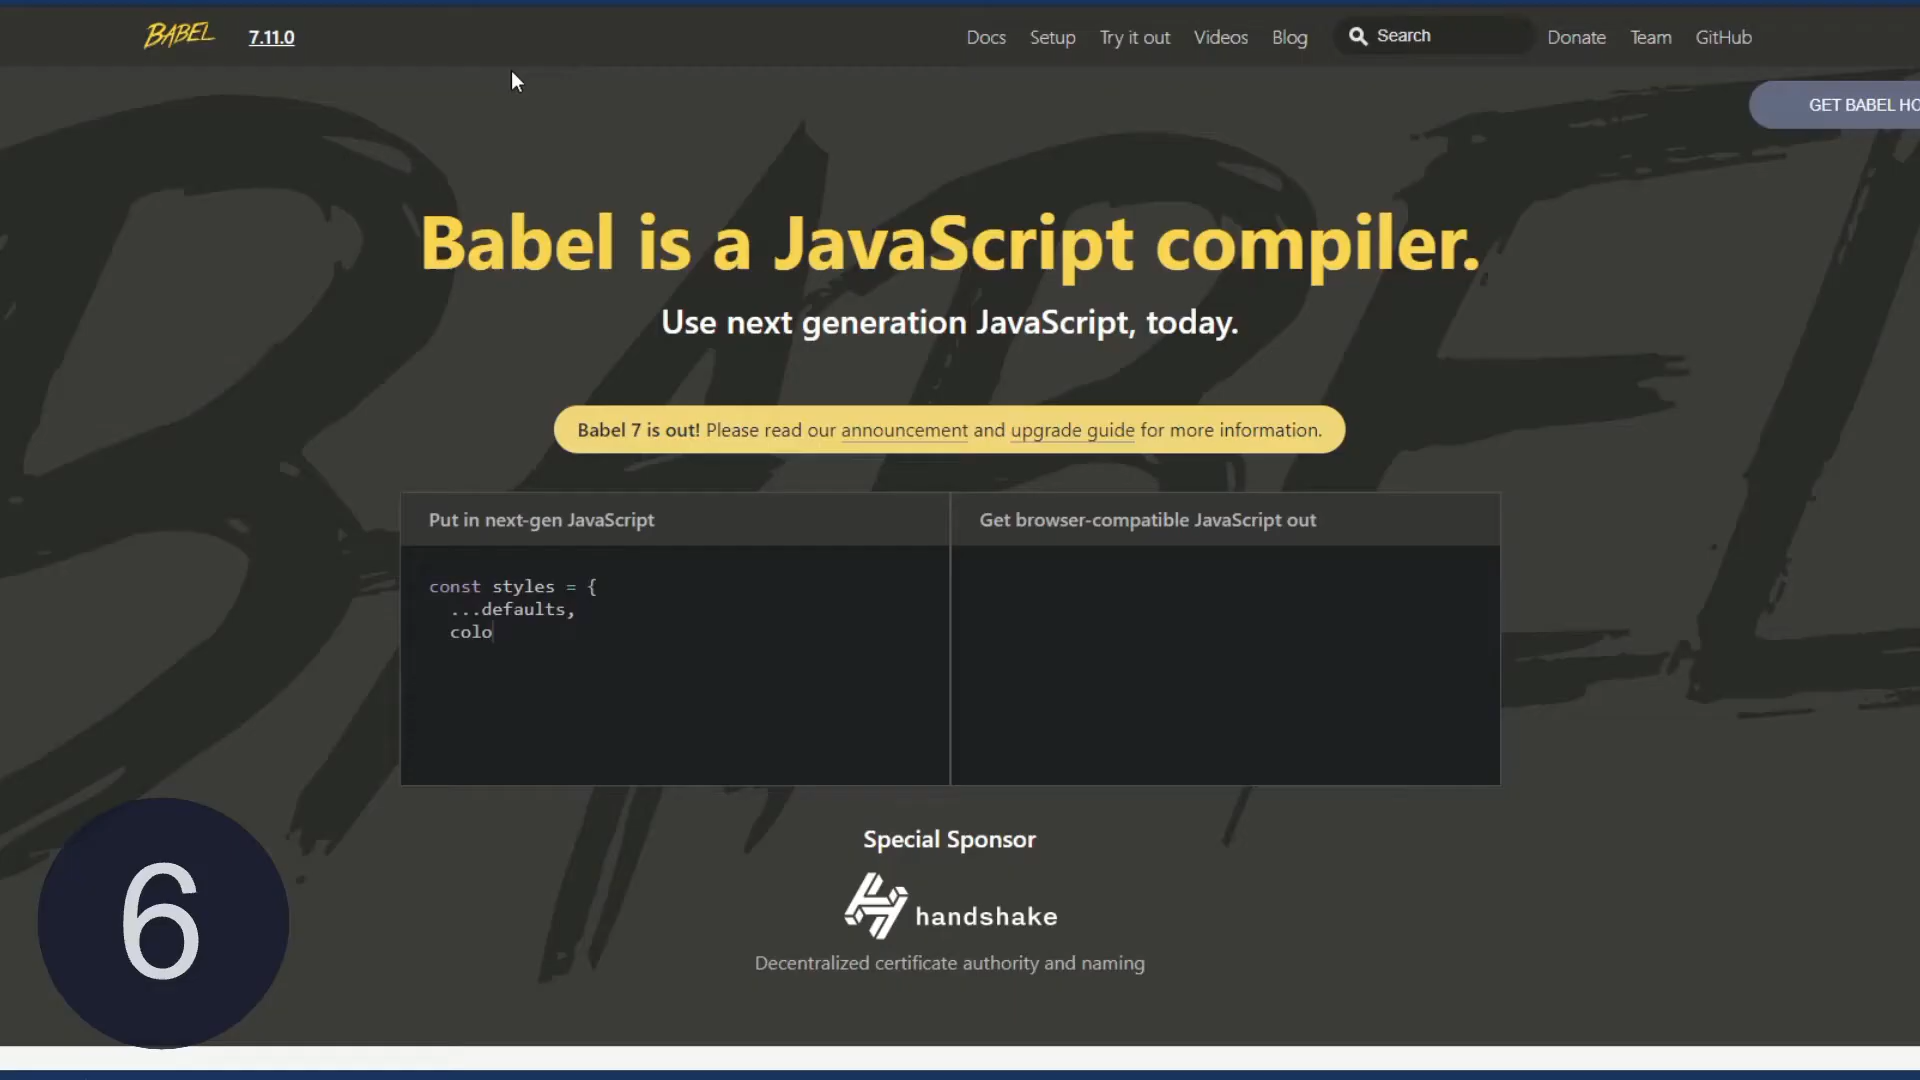 BABEL 7.11.0 Docs Setup Try it out Videos Blog Search Donate Team GitHub
GET BABEL HO
Babel is a JavaScript compiler.
Use next generation JavaScript, today.
Babel 7 is out! Please read our announcement and upgrade guide for more information.
Put in next-gen JavaScript
Get browser-compatible JavaScript out
const styles = {
...defaults,
colo
Special Sponsor
handshake
Decentralized certificate authority and naming
6
BABEL